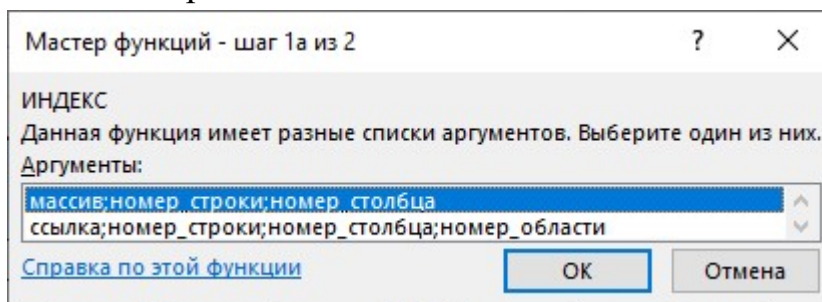 Мастер функций - шаг 1a из 2 ? ×
ИНДЕКС
Данная функция имеет разные списки аргументов. Выберите один из них.
Аргументы:
массив;номер_строки;номер_столбца
ссылка;номер_строки;номер_столбца;номер_области
Справка по этой функции ОК Отмена